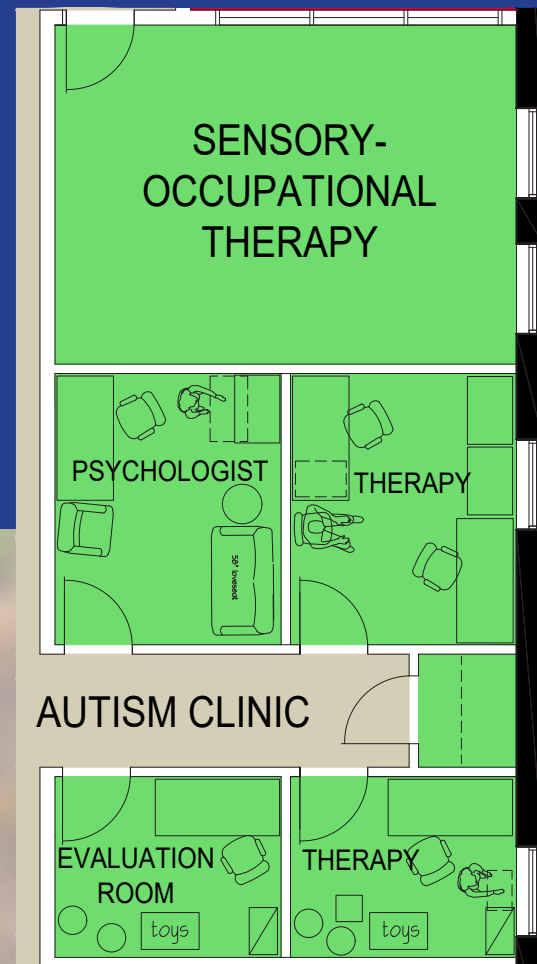 SENSORY-
OCCUPATIONAL
THERAPY
PSYCHOLOGIST
THERAPY
58" loveseat
AUTISM CLINIC
EVALUATION
ROOM
THERAPY
toys
toys